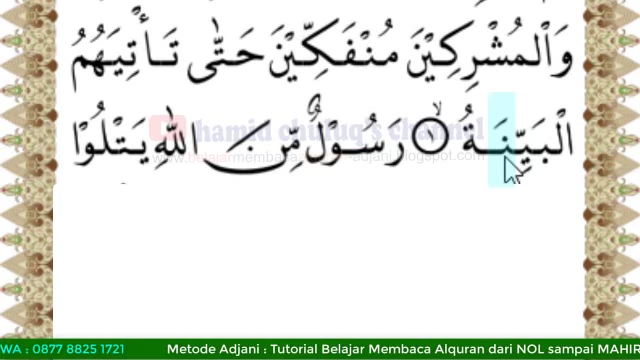 وَالْمُشْرِكِيْنَ مُنْفَكِّيْنَ حَتّٰى تَأْتِيَهُمُ
الْبَيِّنَةُ ۙ ١ رَسُوْلٌ مِّنَ اللّٰهِ يَتْلُوْا
hamid chuluq's channel
WA : 0877 8825 1721 Metode Adjani : Tutorial Belajar Membaca Alquran dari NOL sampai MAHIR